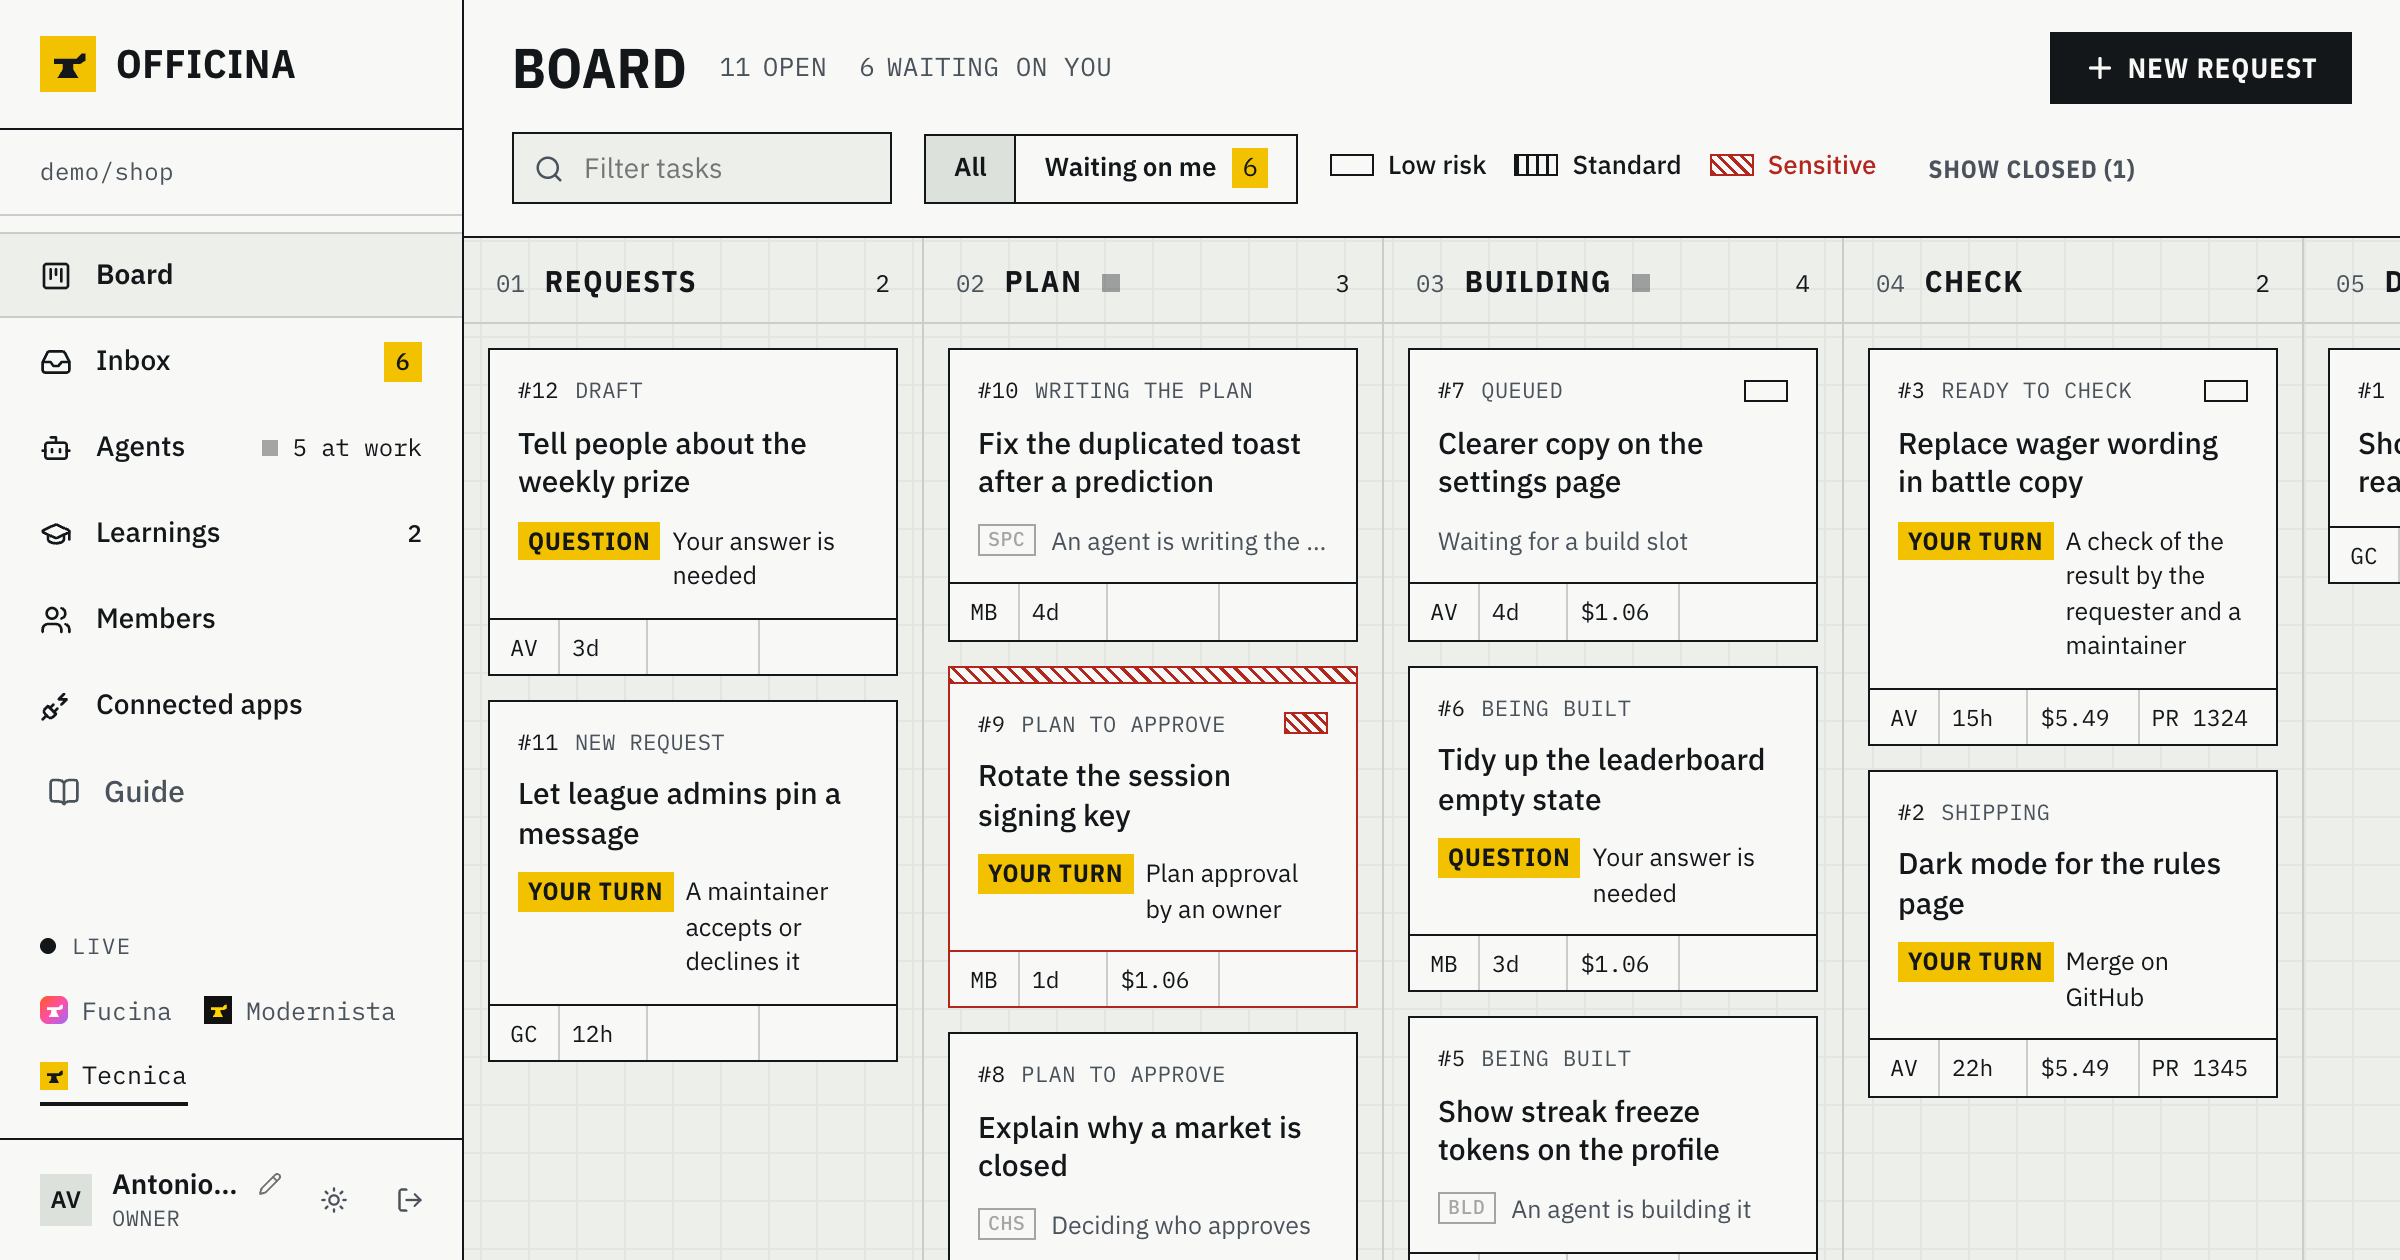 OFFICINA
demo/shop
Board
Inbox 6
Agents 5 at work
Learnings 2
Members
Connected apps
Guide
LIVE
Fucina Modernista
Tecnica
AV Antonio...
OWNER
BOARD 11 OPEN 6 WAITING ON YOU
+ NEW REQUEST
Filter tasks
All Waiting on me 6
Low risk Standard Sensitive
SHOW CLOSED (1)
01 REQUESTS 2
#12 DRAFT
Tell people about the
weekly prize
QUESTION Your answer is
needed
AV 3d
#11 NEW REQUEST
Let league admins pin a
message
YOUR TURN A maintainer
accepts or
declines it
GC 12h
02 PLAN 3
#10 WRITING THE PLAN
Fix the duplicated toast
after a prediction
SPC An agent is writing the ...
MB 4d
#9 PLAN TO APPROVE
Rotate the session
signing key
YOUR TURN Plan approval
by an owner
MB 1d $1.06
#8 PLAN TO APPROVE
Explain why a market is
closed
CHS Deciding who approves
03 BUILDING 4
#7 QUEUED
Clearer copy on the
settings page
Waiting for a build slot
AV 4d $1.06
#6 BEING BUILT
Tidy up the leaderboard
empty state
QUESTION Your answer is
needed
MB 3d $1.06
#5 BEING BUILT
Show streak freeze
tokens on the profile
BLD An agent is building it
04 CHECK 2
#3 READY TO CHECK
Replace wager wording
in battle copy
YOUR TURN A check of the
result by the
requester and a
maintainer
AV 15h $5.49 PR 1324
#2 SHIPPING
Dark mode for the rules
page
YOUR TURN Merge on
GitHub
AV 22h $5.49 PR 1345
05
#1
GC